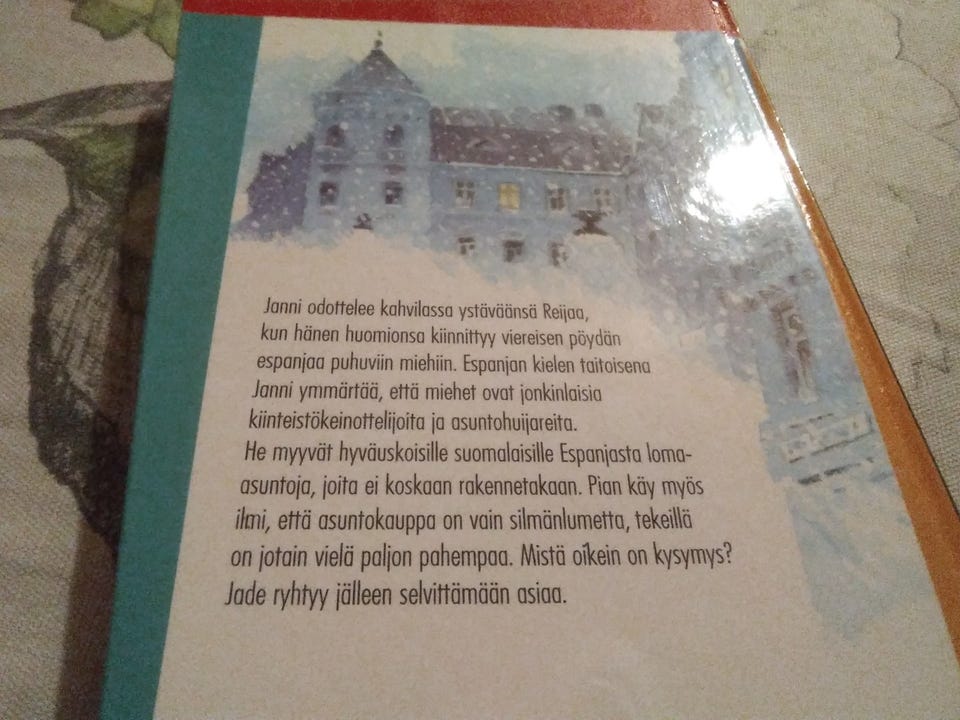 Janni odottelee kahvilassa ystäväänsä Reijaa,
kun hänen huomionsa kiinnittyy viereisen pöydän
espanjaa puhuviin miehiin. Espanjan kielen taitoisena
Janni ymmärtää, että miehet ovat jonkinlaisia
kiinteistökeinottelijoita ja asuntohuijareita.
He myyvät hyväuskoisille suomalaisille Espanjasta loma-
asuntoja, joita ei koskaan rakennetakaan. Pian käy myös
ilmi, että asuntokauppa on vain silmänlumetta, tekeillä
on jotain vielä paljon pahempaa. Mistä oikein on kysymys?
Jade ryhtyy jälleen selvittämään asiaa.